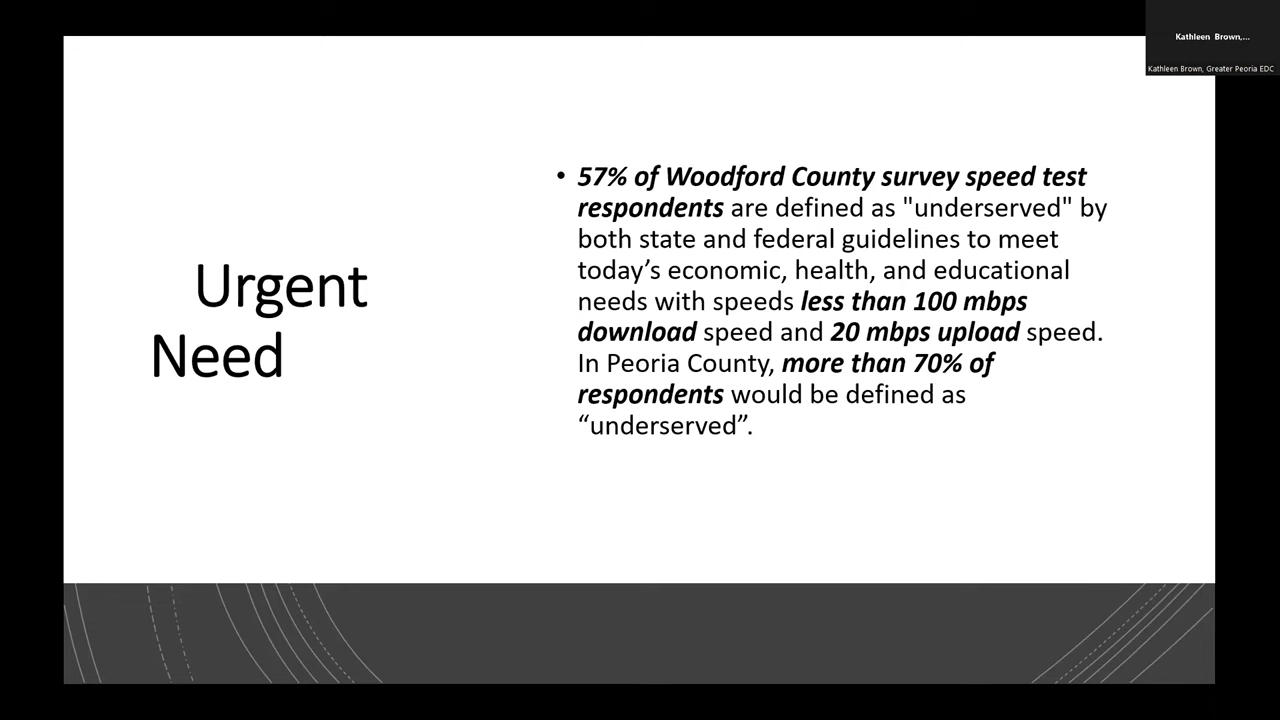 Kathleen Brown,...
Kathleen Brown, Greater Peoria EDC
Urgent
Need
• 57% of Woodford County survey speed test
respondents are defined as "underserved" by
both state and federal guidelines to meet
today’s economic, health, and educational
needs with speeds less than 100 mbps
download speed and 20 mbps upload speed.
In Peoria County, more than 70% of
respondents would be defined as
“underserved”.